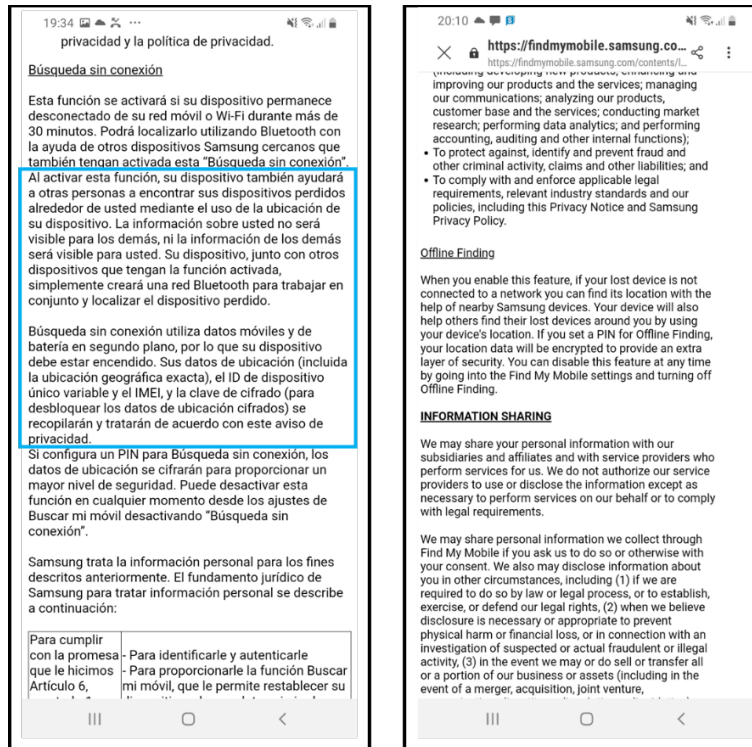 19:34
privacidad y la política de privacidad.
Búsqueda sin conexión
Esta función se activará si su dispositivo permanece
desconectado de su red móvil o Wi-Fi durante más de
30 minutos. Podrá localizarlo utilizando Bluetooth con
la ayuda de otros dispositivos Samsung cercanos que
también tengan activada esta “Búsqueda sin conexión”.
Al activar esta función, su dispositivo también ayudará
a otras personas a encontrar sus dispositivos perdidos
alrededor de usted mediante el uso de la ubicación de
su dispositivo. La información sobre usted no será
visible para los demás, ni la información de los demás
será visible para usted. Su dispositivo, junto con otros
dispositivos que tengan la función activada,
simplemente creará una red Bluetooth para trabajar en
conjunto y localizar el dispositivo perdido.
Búsqueda sin conexión utiliza datos móviles y de
batería en segundo plano, por lo que su dispositivo
debe estar encendido. Sus datos de ubicación (incluida
la ubicación geográfica exacta), el ID de dispositivo
único variable y el IMEI, y la clave de cifrado (para
desbloquear los datos de ubicación cifrados) se
recopilarán y tratarán de acuerdo con este aviso de
privacidad.
Si configura un PIN para Búsqueda sin conexión, los
datos de ubicación se cifrarán para proporcionar un
mayor nivel de seguridad. Puede desactivar esta
función en cualquier momento desde los ajustes de
Buscar mi móvil desactivando “Búsqueda sin
conexión”.
Samsung trata la información personal para los fines
descritos anteriormente. El fundamento jurídico de
Samsung para tratar información personal se describe
a continuación:
Para cumplir
con la promesa
que le hicimos
Artículo 6,
- Para identificarle y autenticarle
- Para proporcionarle la función Buscar
mi móvil, que le permite restablecer su
20:10
https://findmymobile.samsung.co...
https://findmymobile.samsung.com/contents/l...
(including developing new products, enhancing and
improving our products and the services; managing
our communications; analyzing our products,
customer base and the services; conducting market
research; performing data analytics; and performing
accounting, auditing and other internal functions);
• To protect against, identify and prevent fraud and
other criminal activity, claims and other liabilities; and
• To comply with and enforce applicable legal
requirements, relevant industry standards and our
policies, including this Privacy Notice and Samsung
Privacy Policy.
Offline Finding
When you enable this feature, if your lost device is not
connected to a network you can find its location with the
help of nearby Samsung devices. Your device will also
help others find their lost devices around you by using
your device's location. If you set a PIN for Offline Finding,
your location data will be encrypted to provide an extra
layer of security. You can disable this feature at any time
by going into the Find My Mobile settings and turning off
Offline Finding.
INFORMATION SHARING
We may share your personal information with our
subsidiaries and affiliates and with service providers who
perform services for us. We do not authorize our service
providers to use or disclose the information except as
necessary to perform services on our behalf or to comply
with legal requirements.
We may share personal information we collect through
Find My Mobile if you ask us to do so or otherwise with
your consent. We also may disclose information about
you in other circumstances, including (1) if we are
required to do so by law or legal process, or to establish,
exercise, or defend our legal rights, (2) when we believe
disclosure is necessary or appropriate to prevent
physical harm or financial loss, or in connection with an
investigation of suspected or actual fraudulent or illegal
activity, (3) in the event we may or do sell or transfer all
or a portion of our business or assets (including in the
event of a merger, acquisition, joint venture,